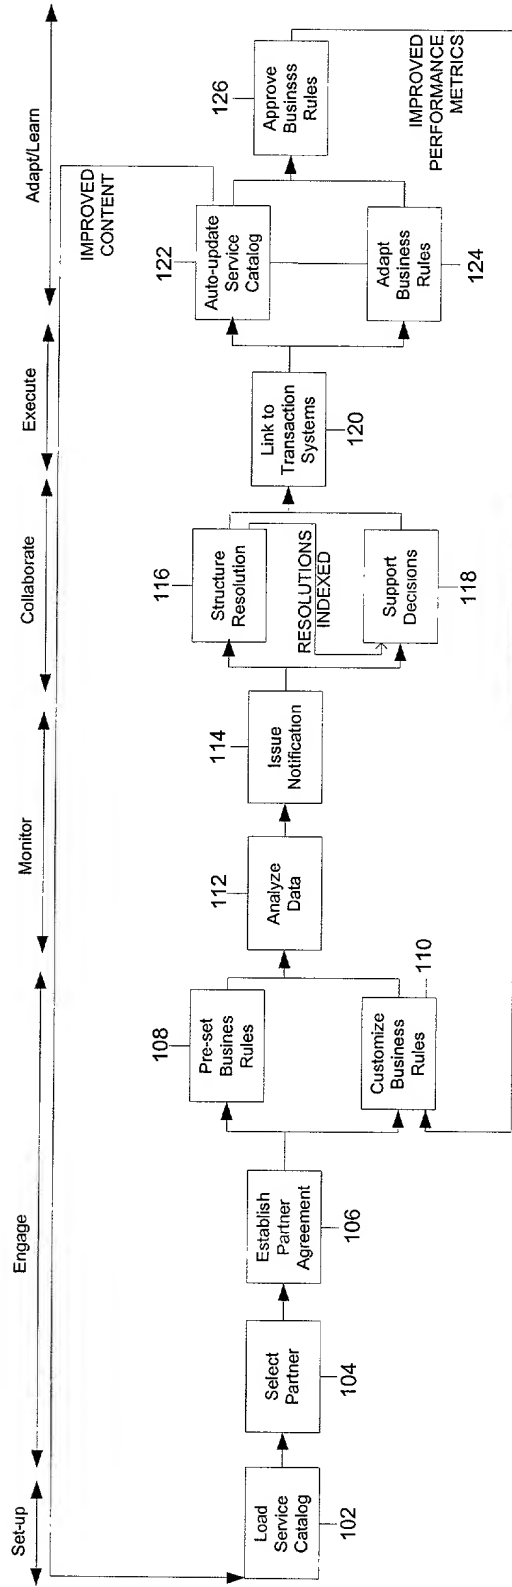 Set-up
Engage
Monitor
Collaborate
Execute
Adapt/Learn
Load
Service
Catalog
102
Select
Partner
104
Establish
Partner
Agreement
106
108
Pre-set
Busines
Rules
Customize
Business
Rules
110
112
Analyze
Data
114
Issue
Notification
116
Structure
Resolution
RESOLUTIONS
INDEXED
Support
Decisions
118
Link to
Transaction
Systems
120
IMPROVED
CONTENT
122
Auto-update
Service
Catalog
Adapt
Business
Rules
124
126
Approve
Businsss
Rules
IMPROVED
PERFORMANCE
METRICS